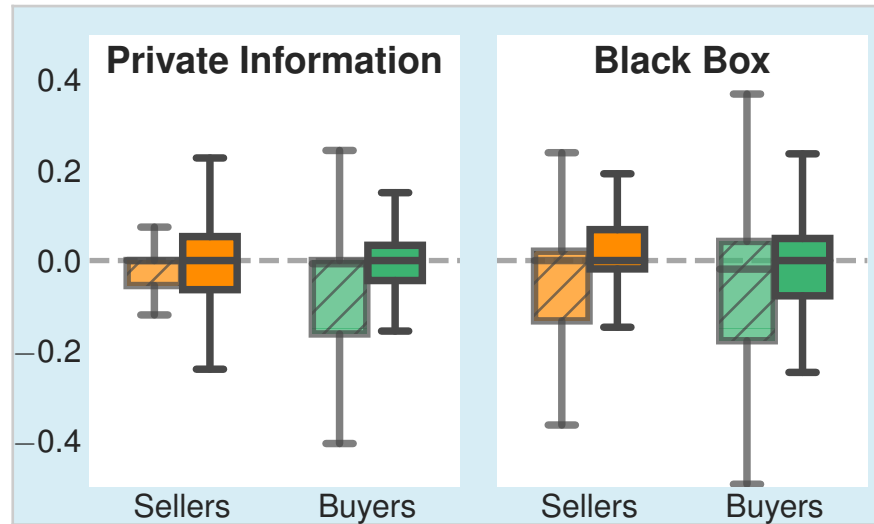 Private Information
Black Box
0.4
0.2
0.0
−0.2
−0.4
Sellers
Buyers
Sellers
Buyers